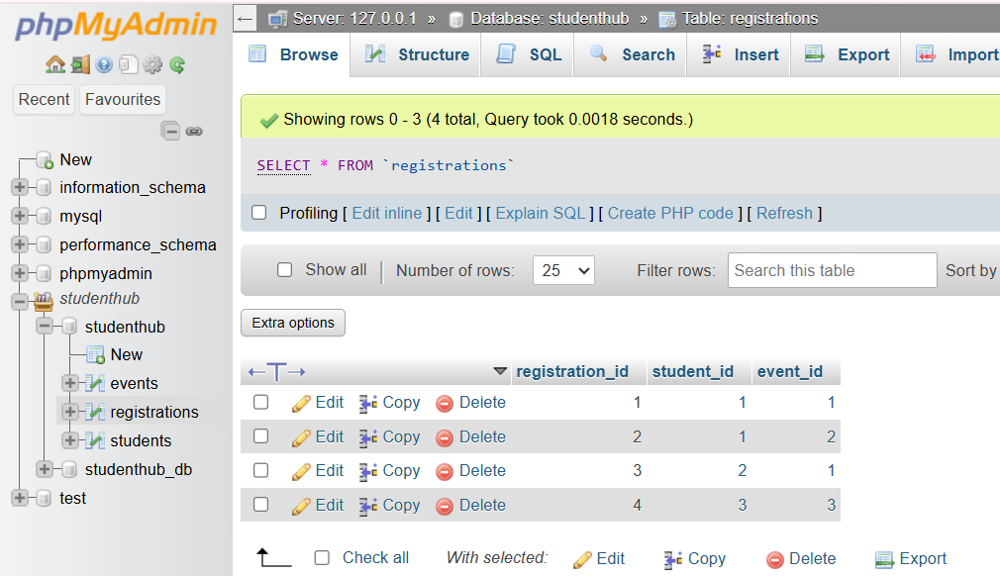 phpMyAdmin
Recent Favourites
New
information_schema
mysql
performance_schema
phpmyadmin
studenthub
studenthub
New
events
registrations
students
studenthub_db
test
Server: 127.0.0.1 » Database: studenthub » Table: registrations
Browse Structure SQL Search Insert Export Import
Showing rows 0 - 3 (4 total, Query took 0.0018 seconds.)
SELECT * FROM `registrations`
Profiling [ Edit inline ] [ Edit ] [ Explain SQL ] [ Create PHP code ] [ Refresh ]
Show all | Number of rows: 25 Filter rows: Search this table Sort by
Extra options
←T→ registration_id student_id event_id
Edit Copy Delete 1 1 1
Edit Copy Delete 2 1 2
Edit Copy Delete 3 2 1
Edit Copy Delete 4 3 3
Check all With selected: Edit Copy Delete Export